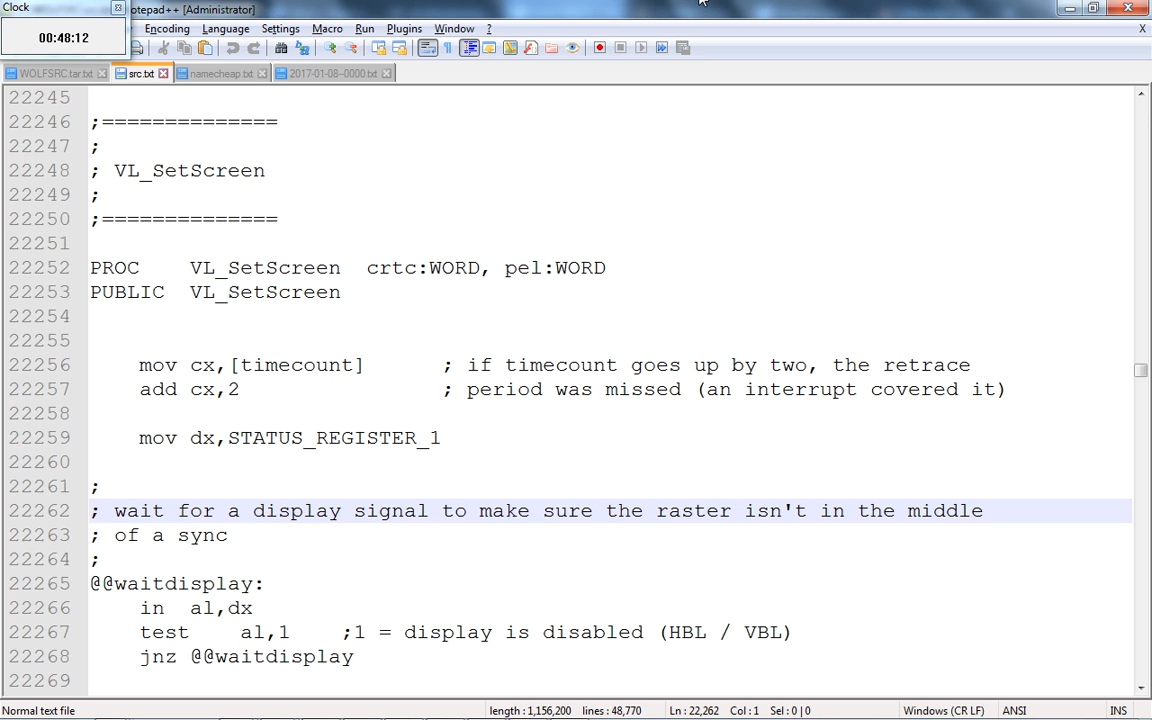 Clock
otepad++ [Administrator]
00:48:12
Encoding Language Settings Macro Run Plugins Window ? X
WOLFSRC.tar.txt src.txt namecheap.txt 2017-01-08--0000.txt
22245
22246 ;==============
22247 ;
22248 ; VL_SetScreen
22249 ;
22250 ;==============
22251
22252 PROC VL_SetScreen crtc:WORD, pel:WORD
22253 PUBLIC VL_SetScreen
22254
22255
22256 mov cx,[timecount] ; if timecount goes up by two, the retrace
22257 add cx,2 ; period was missed (an interrupt covered it)
22258
22259 mov dx,STATUS_REGISTER_1
22260
22261 ;
22262 ; wait for a display signal to make sure the raster isn't in the middle
22263 ; of a sync
22264 ;
22265 @@waitdisplay:
22266 in al,dx
22267 test al,1 ;1 = display is disabled (HBL / VBL)
22268 jnz @@waitdisplay
22269
Normal text file length : 1,156,200 lines : 48,770 Ln : 22,262 Col : 1 Sel : 0 | 0 Windows (CR LF) ANSI INS